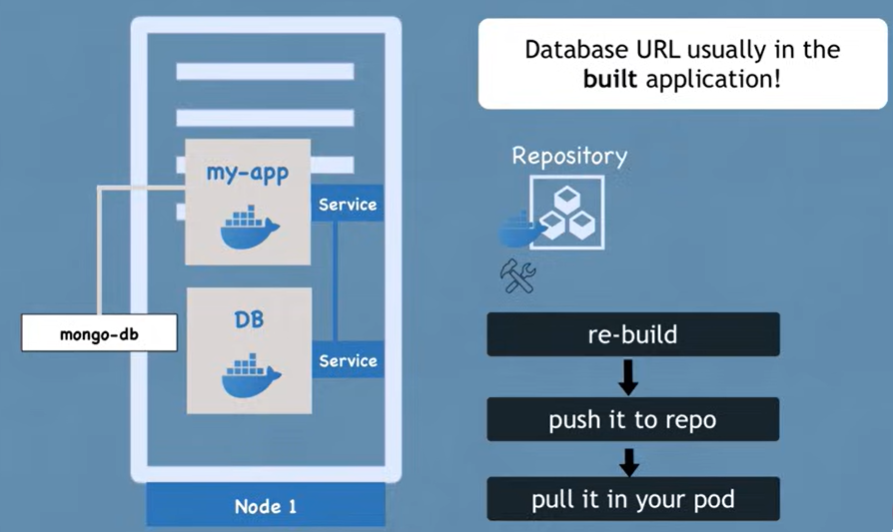 Database URL usually in the
built application!
Repository
my-app
Service
mongo-db
DB
Service
re-build
push it to repo
pull it in your pod
Node 1